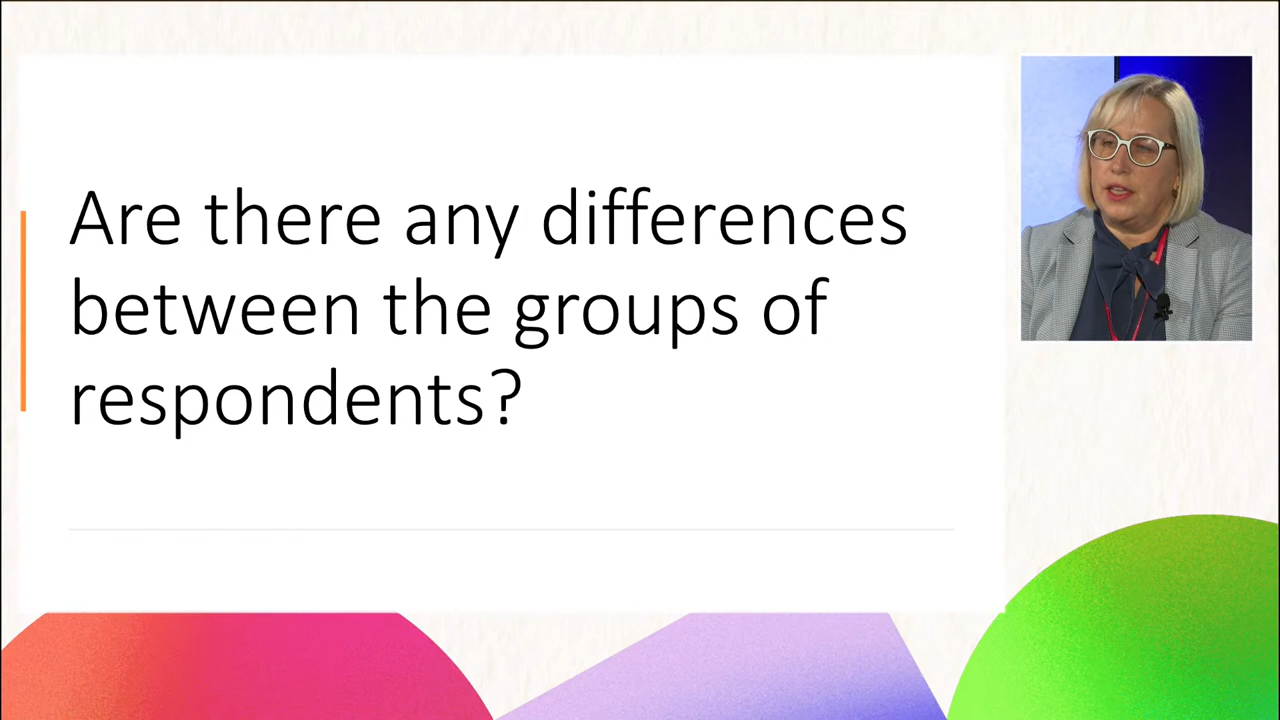 Are there any differences
between the groups of
respondents?